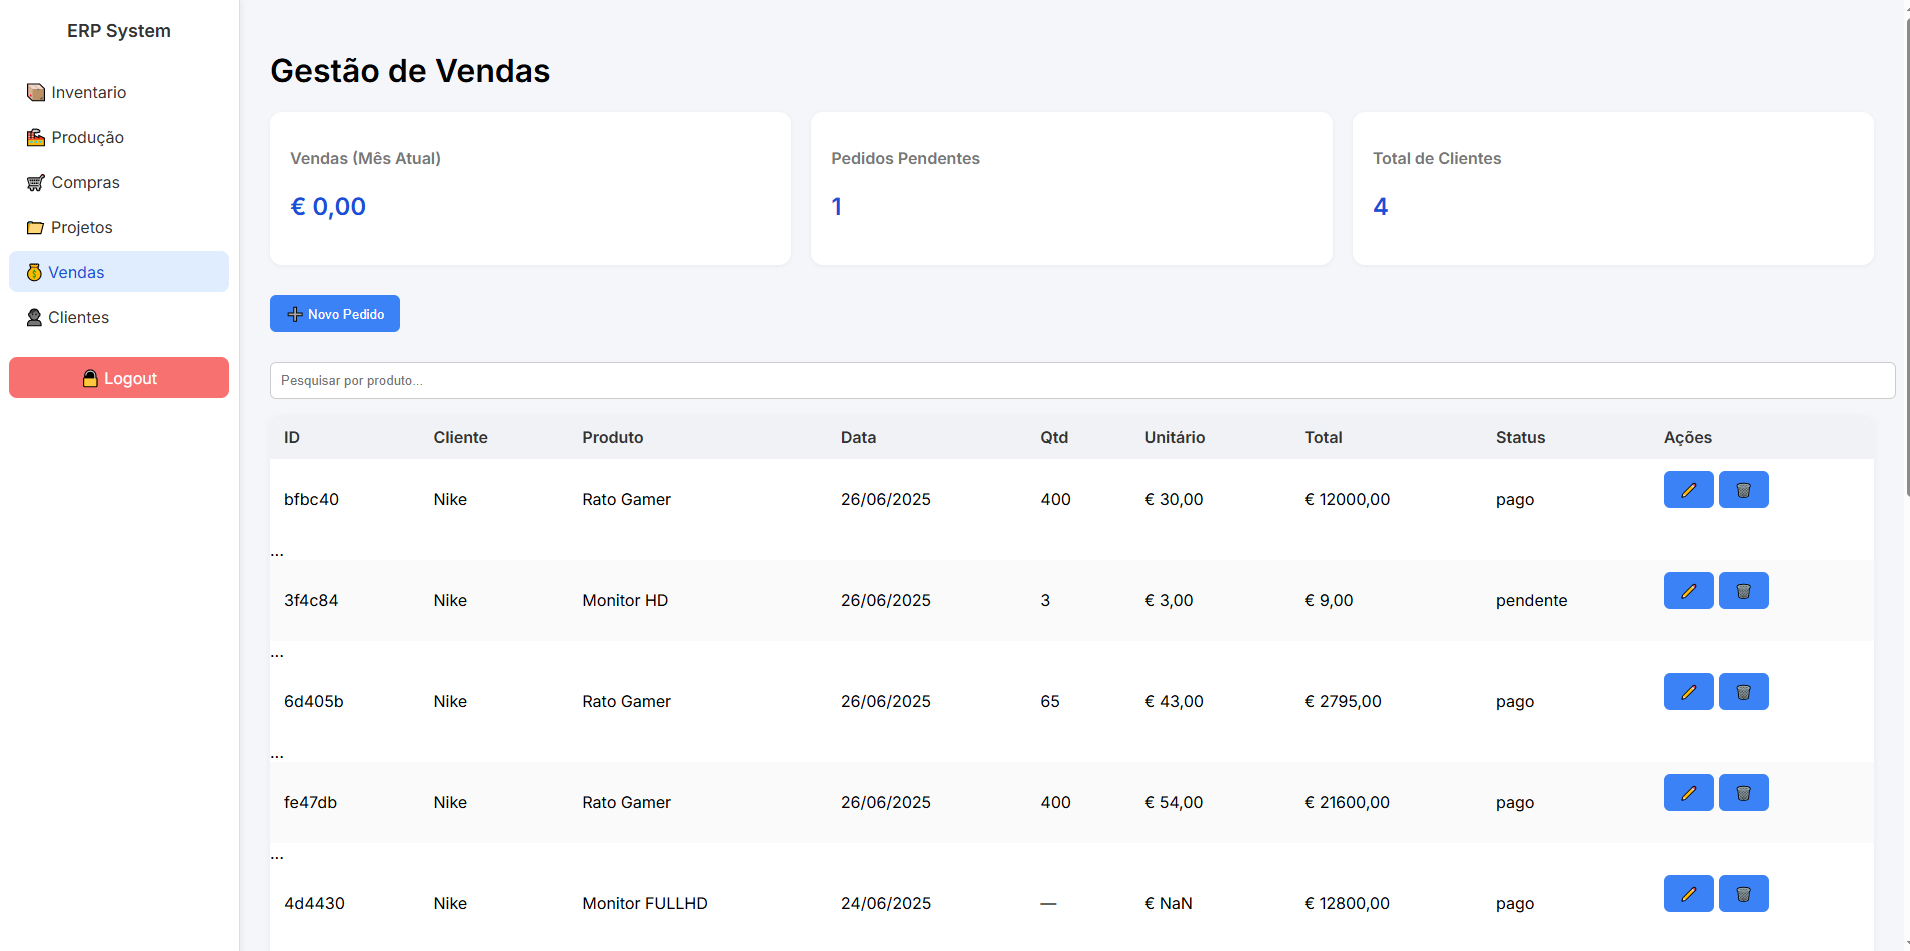 ERP System
Inventario
Produção
Compras
Projetos
Vendas
Clientes
Logout
Gestão de Vendas
Vendas (Mês Atual)
€ 0,00
Pedidos Pendentes
1
Total de Clientes
4
Novo Pedido
Pesquisar por produto...
ID Cliente Produto Data Qtd Unitário Total Status Ações
bfbc40 Nike Rato Gamer 26/06/2025 400 € 30,00 € 12000,00 pago
...
3f4c84 Nike Monitor HD 26/06/2025 3 € 3,00 € 9,00 pendente
...
6d405b Nike Rato Gamer 26/06/2025 65 € 43,00 € 2795,00 pago
...
fe47db Nike Rato Gamer 26/06/2025 400 € 54,00 € 21600,00 pago
...
4d4430 Nike Monitor FULLHD 24/06/2025 — € NaN € 12800,00 pago